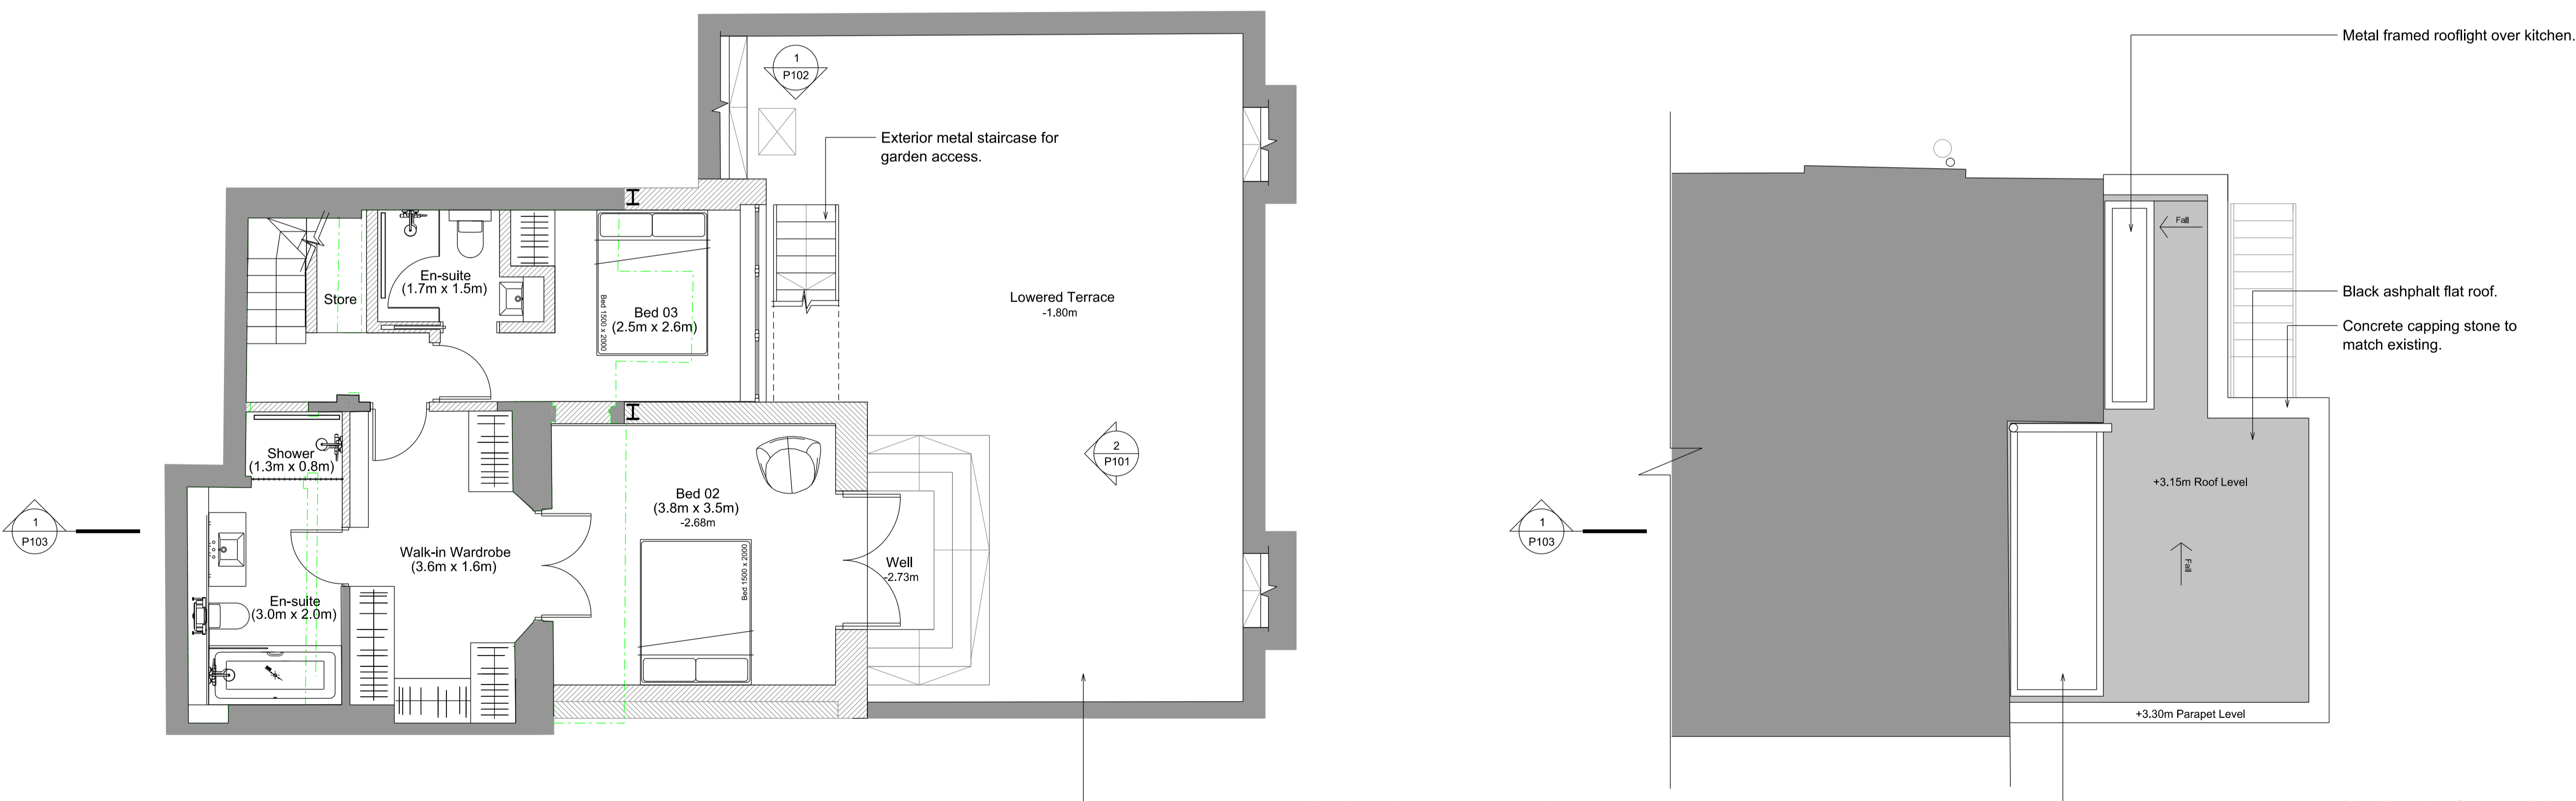 1
P102
Exterior metal staircase for
garden access.
En-suite
(1.7m x 1.5m)
Store
Bed 1500 x 2000
Bed 03
(2.5m x 2.6m)
Lowered Terrace
-1.80m
Shower
(1.3m x 0.8m)
2
P101
Bed 02
(3.8m x 3.5m)
-2.68m
1
P103
Walk-in Wardrobe
(3.6m x 1.6m)
Bed 1500 x 2000
Well
-2.73m
En-suite
(3.0m x 2.0m)
Metal framed rooflight over kitchen.
Fall
Black ashphalt flat roof.
Concrete capping stone to
match existing.
+3.15m Roof Level
1
P103
Fall
+3.30m Parapet Level